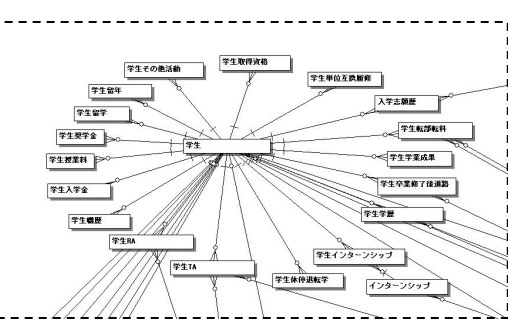 学生取得資格
学生その他活動
学生単位互換履修
学生留年
入学志願歴
学生留学
学生転部転科
学生奨学金
学生
学生授業料
学生学業成果
学生入学金
学生卒業修了後進路
学生職歴
学生学歴
学生RA
学生インターンシップ
学生TA
学生休停退転学
インターンシップ